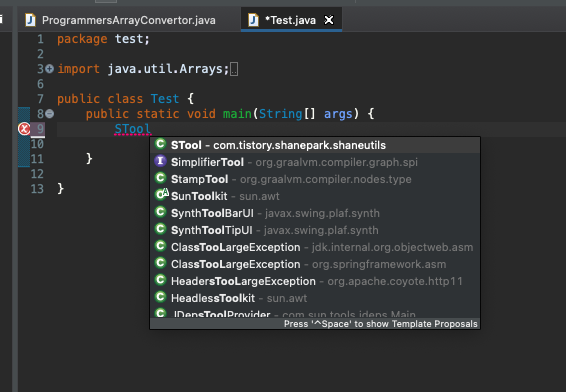 ProgrammersArrayConvertor.java
*Test.java
1 package test;
2
3 import java.util.Arrays;
6
7 public class Test {
8 public static void main(String[] args) {
9 STool
10
11 }
12
13 }
STool - com.tistory.shanepark.shaneutils
SimplifierTool - org.graalvm.compiler.graph.spi
StampTool - org.graalvm.compiler.nodes.type
SunToolkit - sun.awt
SynthToolBarUI - javax.swing.plaf.synth
SynthToolTipUI - javax.swing.plaf.synth
ClassTooLargeException - jdk.internal.org.objectweb.asm
ClassTooLargeException - org.springframework.asm
HeadersTooLargeException - org.apache.coyote.http11
HeadlessToolkit - sun.awt
JDepsToolProvider - com.sun.tools.jdeps.Main
Press '^Space' to show Template Proposals